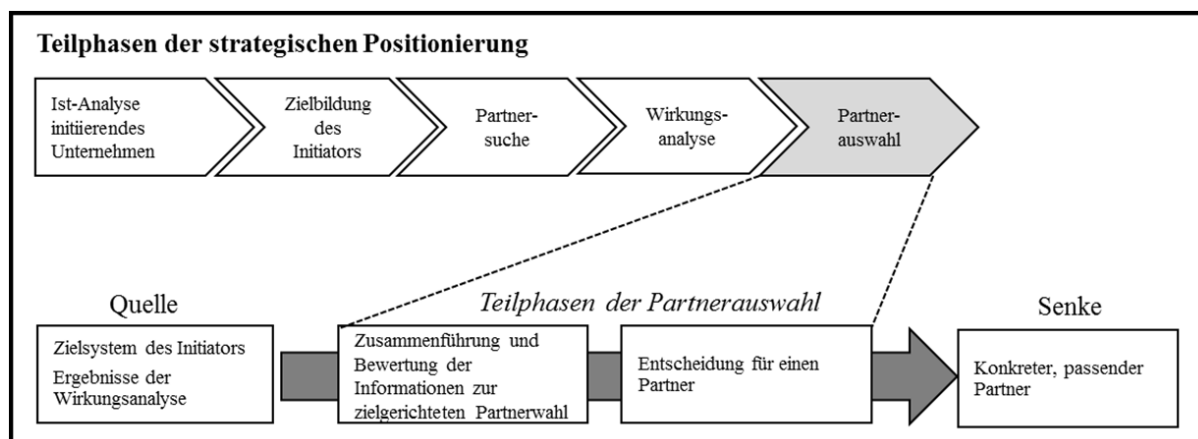 Teilphasen der strategischen Positionierung
Ist-Analyse
initiierendes
Unternehmen
Zielbildung
des
Initiators
Partner-
suche
Wirkungs-
analyse
Partner-
auswahl
Quelle
Teilphasen der Partnerauswahl
Senke
Zielsystem des Initiators
Ergebnisse der
Wirkungsanalyse
Zusammenführung und
Bewertung der
Informationen zur
zielgerichteten Partnerwahl
Entscheidung für einen
Partner
Konkreter, passender
Partner